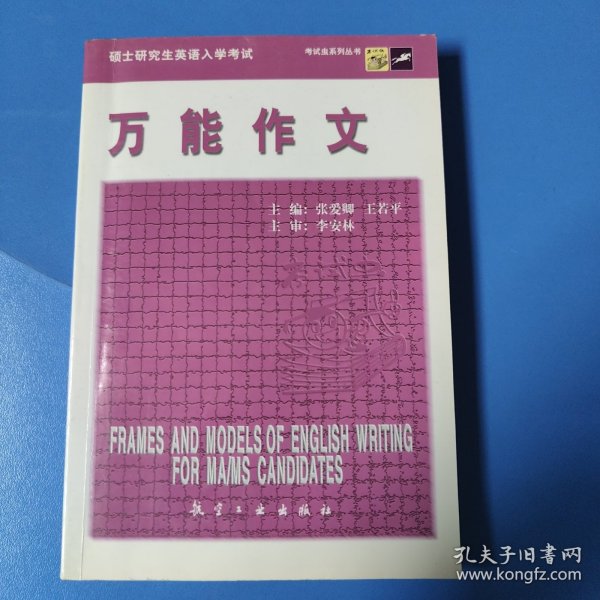 硕士研究生英语入学考试
考试虫系列丛书
万能作文
主 编：张爱卿 王若平
主 审：李安林
FRAMES AND MODELS OF ENGLISH WRITING
FOR MA/MS CANDIDATES
航空工业出版社
孔夫子旧书网
www.kongfz.com